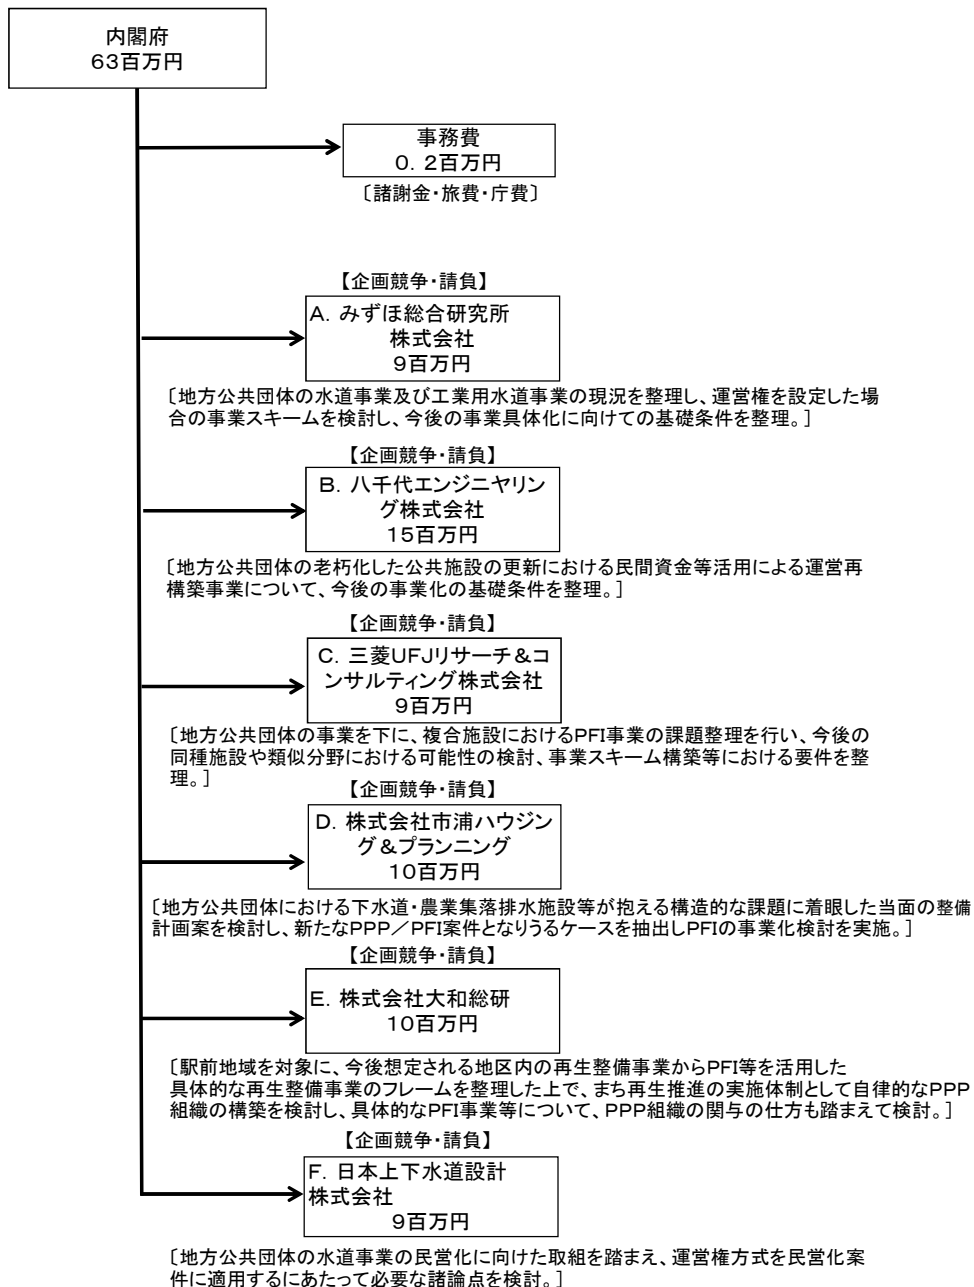 内閣府
63百万円
事務費
0.2百万円
〔諸謝金・旅費・庁費〕
【企画競争・請負】
A. みずほ総合研究所
株式会社
9百万円
〔地方公共団体の水道事業及び工業用水道事業の現況を整理し、運営権を設定した場
合の事業スキームを検討し、今後の事業具体化に向けての基礎条件を整理。]
【企画競争・請負】
B. 八千代エンジニヤリン
グ株式会社
15百万円
〔地方公共団体の老朽化した公共施設の更新における民間資金等活用による運営再
構築事業について、今後の事業化の基礎条件を整理。]
【企画競争・請負】
C. 三菱UFJリサーチ&コ
ンサルティング株式会社
9百万円
〔地方公共団体の事業を下に、複合施設におけるPFI事業の課題整理を行い、今後の
同種施設や類似分野における可能性の検討、事業スキーム構築等における要件を整
理。]
【企画競争・請負】
D. 株式会社市浦ハウジン
グ&プランニング
10百万円
〔地方公共団体における下水道・農業集落排水施設等が抱える構造的な課題に着眼した当面の整備
計画案を検討し、新たなPPP/PFI案件となりうるケースを抽出しPFIの事業化検討を実施。]
【企画競争・請負】
E. 株式会社大和総研
10百万円
〔駅前地域を対象に、今後想定される地区内の再生整備事業からPFI等を活用した
具体的な再生整備事業のフレームを整理した上で、まち再生推進の実施体制として自律的なPPP
組織の構築を検討し、具体的なPFI事業等について、PPP組織の関与の仕方も踏まえて検討。]
【企画競争・請負】
F. 日本上下水道設計
株式会社
9百万円
〔地方公共団体の水道事業の民営化に向けた取組を踏まえ、運営権方式を民営化案
件に適用するにあたって必要な諸論点を検討。]